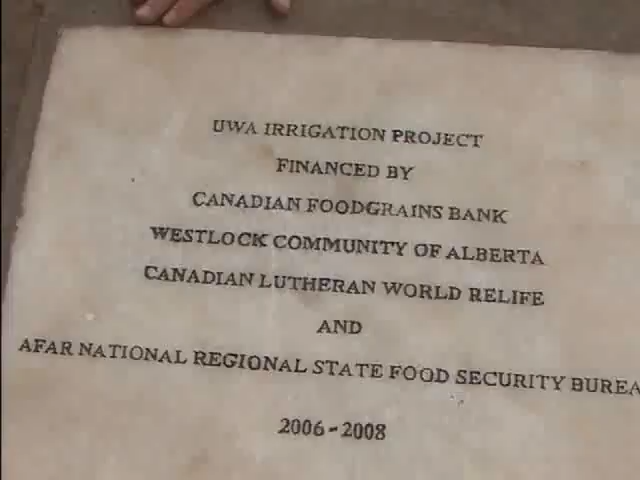 UWA IRRIGATION PROJECT
FINANCED BY
CANADIAN FOODGRAINS BANK
WESTLOCK COMMUNITY OF ALBERTA
CANADIAN LUTHERAN WORLD RELIFE
AND
AFAR NATIONAL REGIONAL STATE FOOD SECURITY BUREA
2006-2008